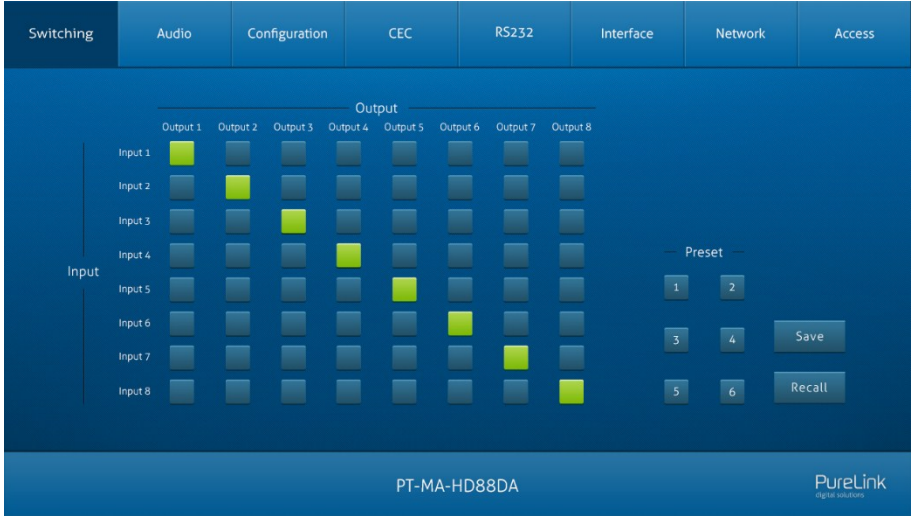 Switching Audio Configuration CEC RS232 Interface Network Access
Output
Output 1 Output 2 Output 3 Output 4 Output 5 Output 6 Output 7 Output 8
Input 1
Input 2
Input 3
Input 4
Input 5
Input 6
Input 7
Input 8
Input
Preset
1 2
3 4
5 6
Save
Recall
PT-MA-HD88DA
PureLink
digital solutions